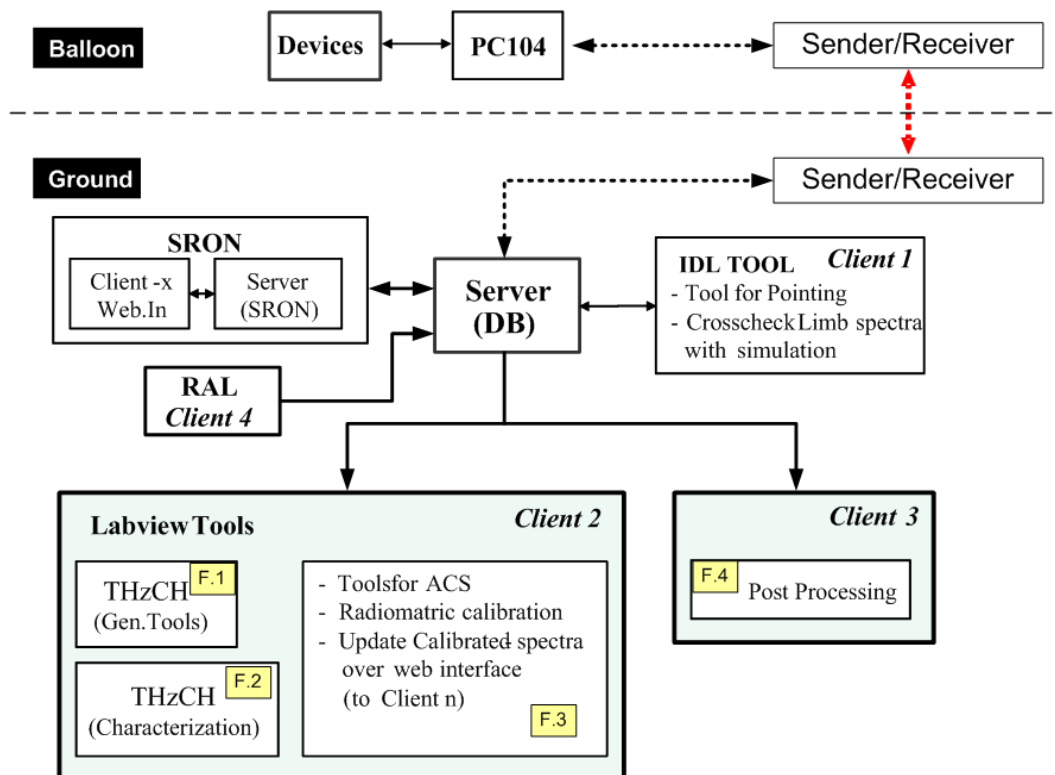 Balloon
Devices
PC104
Sender/Receiver
Ground
Sender/Receiver
SRON
Client -x
Web.In
Server
(SRON)
Server
(DB)
Client 1
IDL TOOL
- Tool for Pointing
- Crosscheck Limb spectra
with simulation
RAL
Client 4
Labview Tools
Client 2
F.1
THzCH
(Gen.Tools)
F.2
THzCH
(Characterization)
- Toolsfor ACS
- Radiomatric calibration
- Update Calibrated spectra
over web interface
(to Client n)
F.3
Client 3
F.4
Post Processing